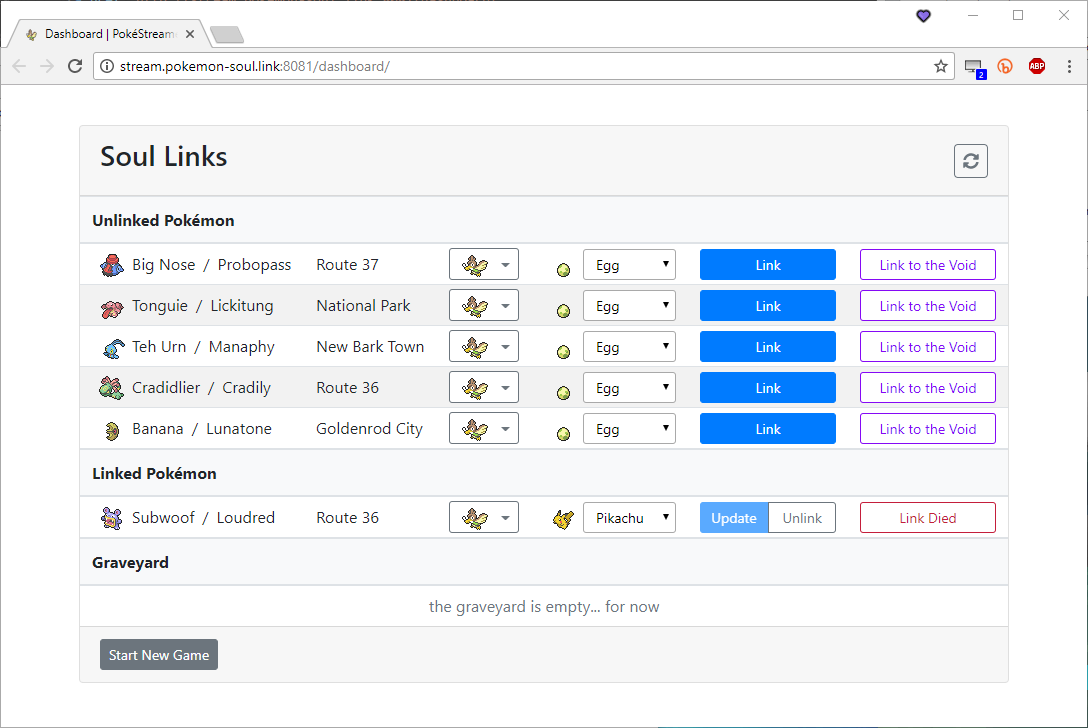 Dashboard | PokéStream
stream.pokemon-soul.link:8081/dashboard/
2
ABP
Soul Links
Unlinked Pokémon
Big Nose / Probopass Route 37 Egg Link Link to the Void
Tonguie / Lickitung National Park Egg Link Link to the Void
Teh Urn / Manaphy New Bark Town Egg Link Link to the Void
Cradidlier / Cradily Route 36 Egg Link Link to the Void
Banana / Lunatone Goldenrod City Egg Link Link to the Void
Linked Pokémon
Subwoof / Loudred Route 36 Pikachu Update Unlink Link Died
Graveyard
the graveyard is empty... for now
Start New Game